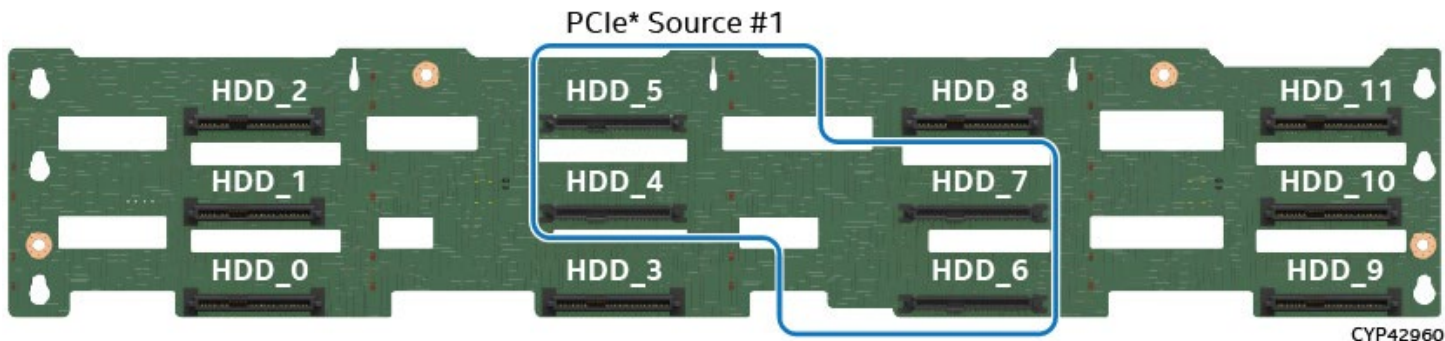 PCIe* Source #1
HDD_2 HDD_5 HDD_8 HDD_11
HDD_1 HDD_4 HDD_7 HDD_10
HDD_0 HDD_3 HDD_6 HDD_9
CYP42960